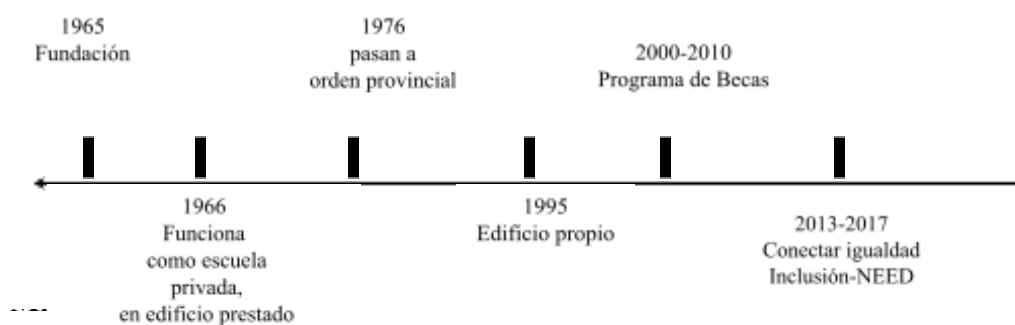 1965
Fundación
1976
pasan a
orden provincial
2000-2010
Programa de Becas
1966
Funciona
como escuela
privada,
en edificio prestado
1995
Edificio propio
2013-2017
Conectar igualdad
Inclusión-NEED